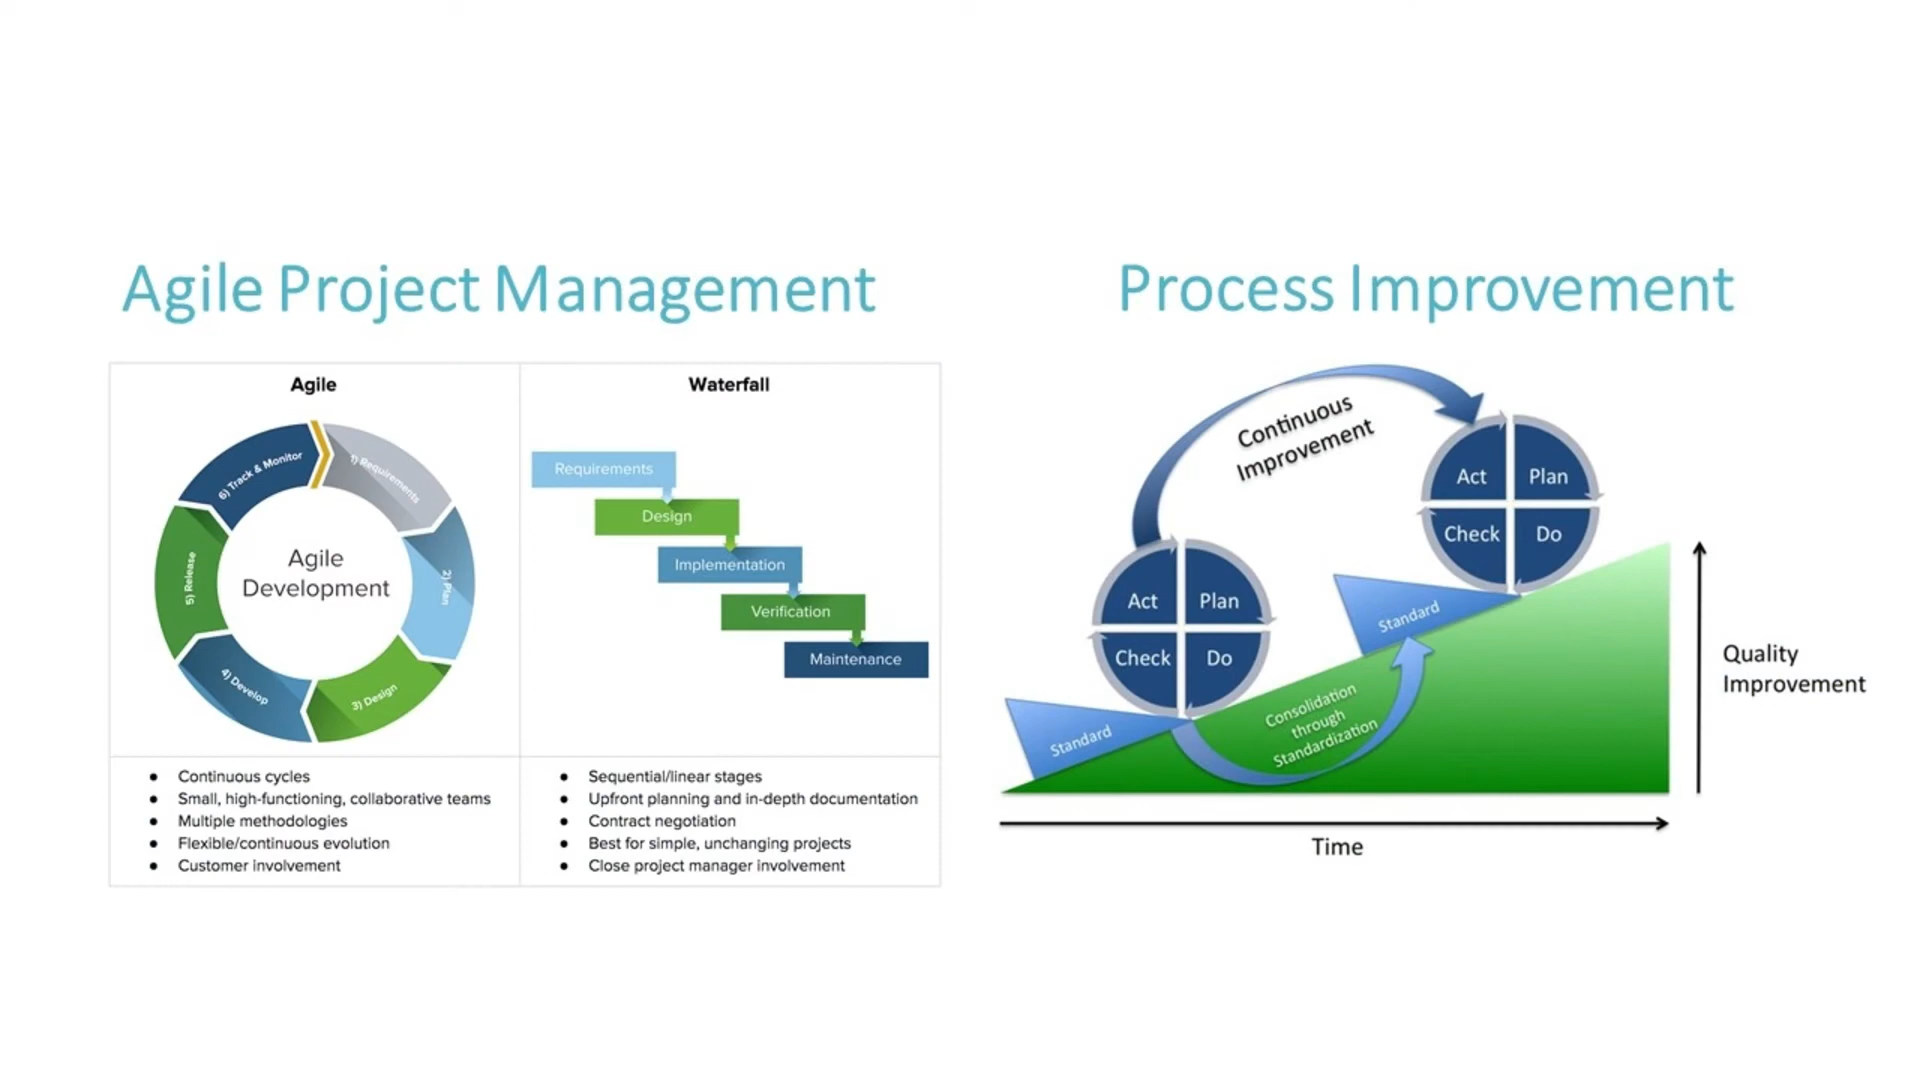 Agile Project Management
Agile
1) Requirements
2) Plan
3) Design
4) Develop
5) Release
6) Track & Monitor
Agile
Development
Continuous cycles
Small, high-functioning, collaborative teams
Multiple methodologies
Flexible/continuous evolution
Customer involvement
Waterfall
Requirements
Design
Implementation
Verification
Maintenance
Sequential/linear stages
Upfront planning and in-depth documentation
Contract negotiation
Best for simple, unchanging projects
Close project manager involvement
Process Improvement
Continuous
Improvement
Act Plan
Check Do
Act Plan
Check Do
Standard
Standard
Consolidation
through
Standardization
Quality
Improvement
Time